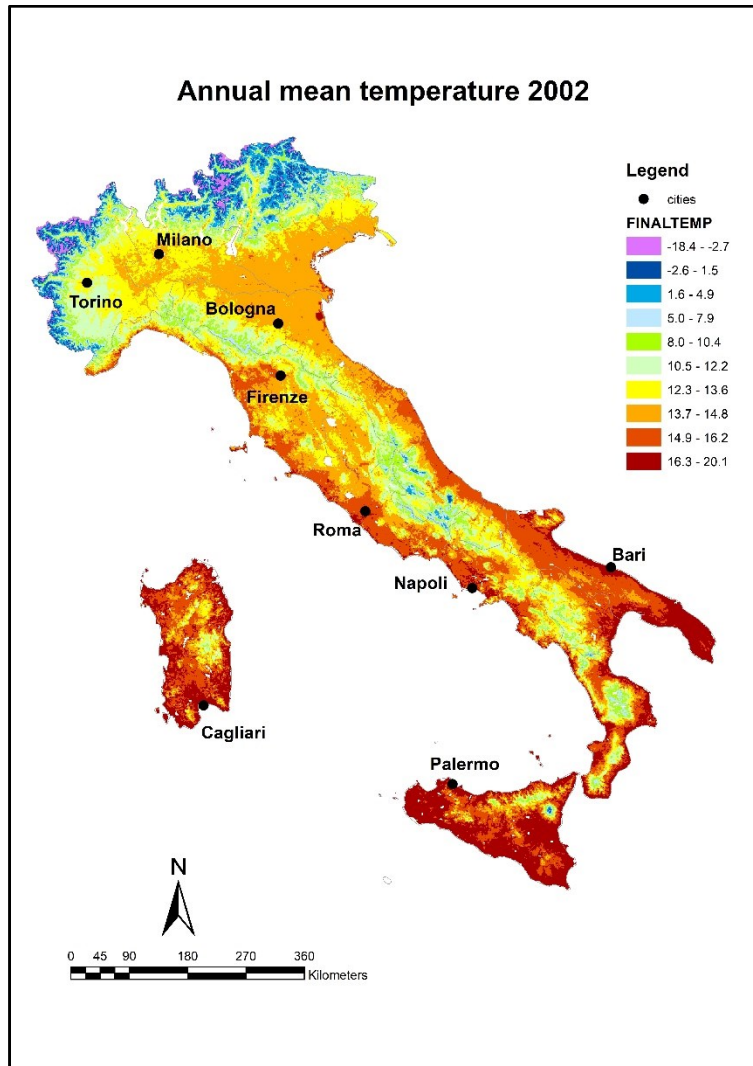 Annual mean temperature 2002
Legend
cities
FINALTEMP
-18.4 - -2.7
-2.6 - 1.5
1.6 - 4.9
5.0 - 7.9
8.0 - 10.4
10.5 - 12.2
12.3 - 13.6
13.7 - 14.8
14.9 - 16.2
16.3 - 20.1
Milano
Torino
Bologna
Firenze
Roma
Bari
Napoli
Cagliari
Palermo
N
0 45 90 180 270 360
Kilometers